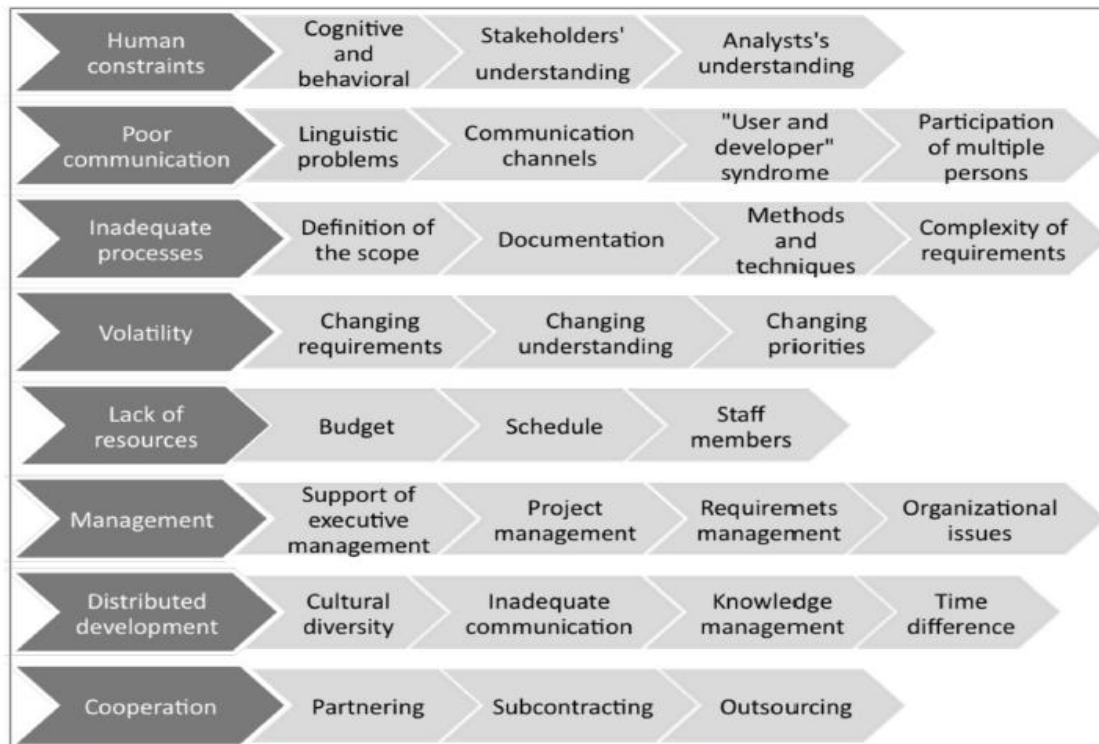 Human
constraints
Cognitive
and
behavioral
Stakeholders'
understanding
Analysts's
understanding
Poor
communication
Linguistic
problems
Communication
channels
"User and
developer"
syndrome
Participation
of multiple
persons
Inadequate
processes
Definition of
the scope
Documentation
Methods
and
techniques
Complexity of
requirements
Volatility
Changing
requirements
Changing
understanding
Changing
priorities
Lack of
resources
Budget
Schedule
Staff
members
Management
Support of
executive
management
Project
management
Requiremets
management
Organizational
issues
Distributed
development
Cultural
diversity
Inadequate
communication
Knowledge
management
Time
difference
Cooperation
Partnering
Subcontracting
Outsourcing